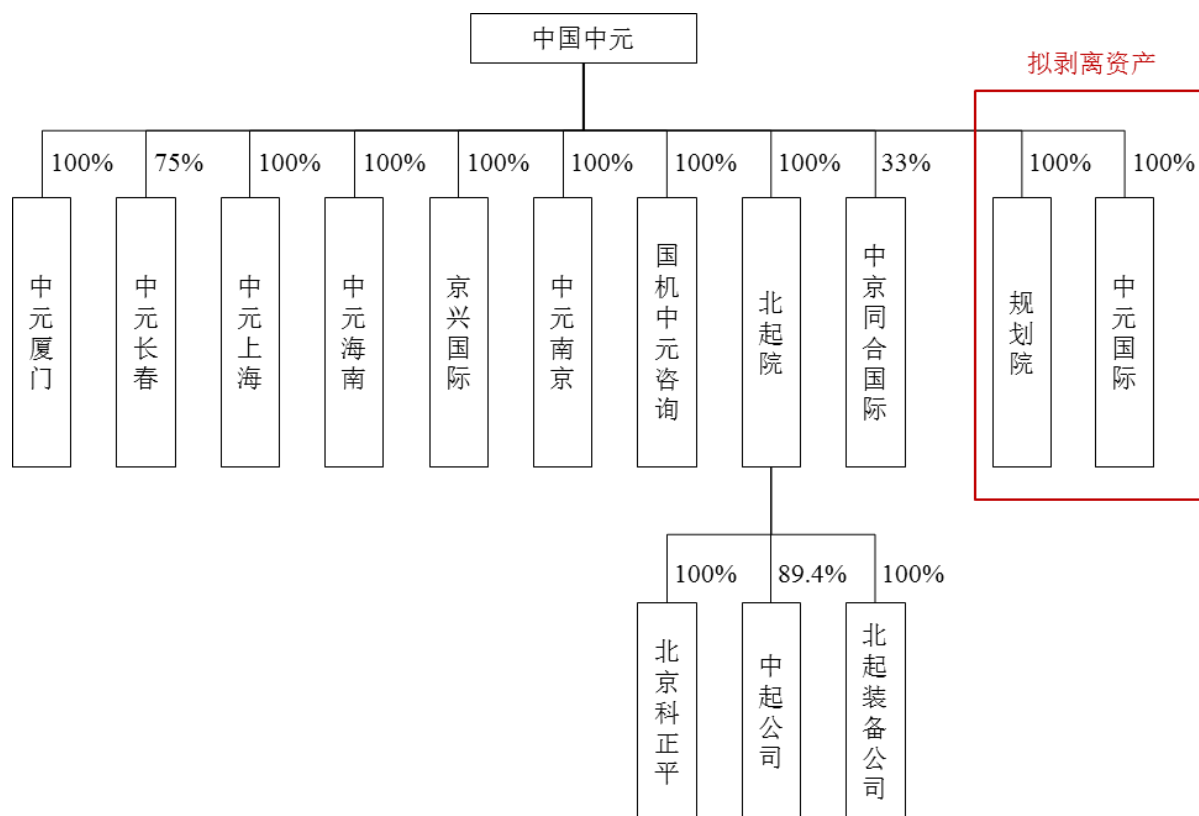 中国中元
拟剥离资产
100%
75%
100%
100%
100%
100%
100%
100%
33%
100%
100%
中元厦门
中元长春
中元上海
中元海南
京兴国际
中元南京
国机中元咨询
北起院
中京同合国际
规划院
中元国际
100%
89.4%
100%
北京科正平
中起公司
北起装备公司